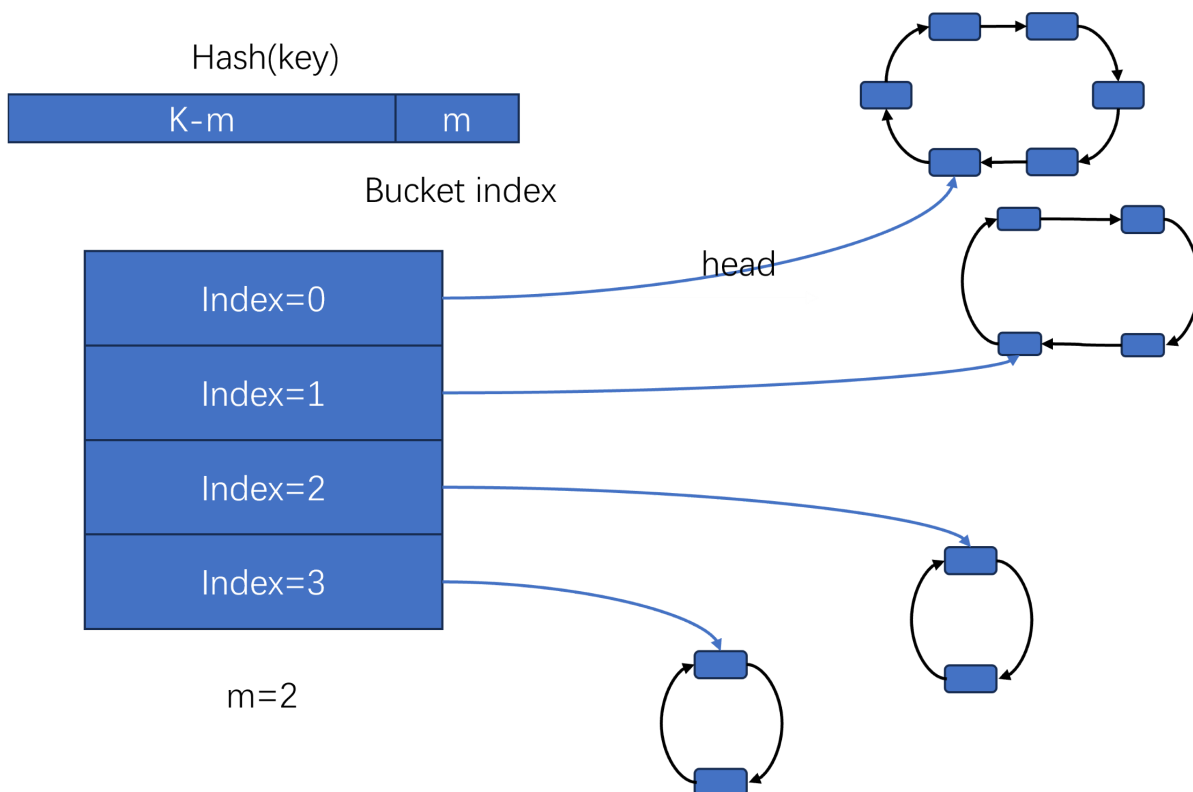 Hash(key)
K-m
m
Bucket index
head
Index=0
Index=1
Index=2
Index=3
m=2